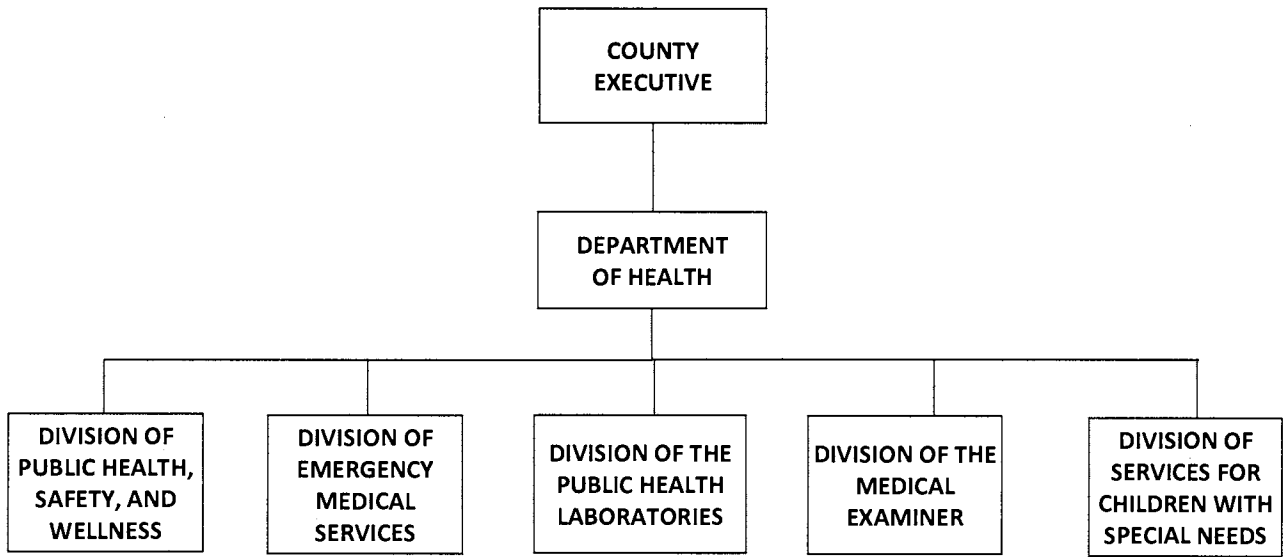 COUNTY
EXECUTIVE
DEPARTMENT
OF HEALTH
DIVISION OF
PUBLIC HEALTH,
SAFETY, AND
WELLNESS
DIVISION OF
EMERGENCY
MEDICAL
SERVICES
DIVISION OF THE
PUBLIC HEALTH
LABORATORIES
DIVISION OF THE
MEDICAL
EXAMINER
DIVISION OF
SERVICES FOR
CHILDREN WITH
SPECIAL NEEDS